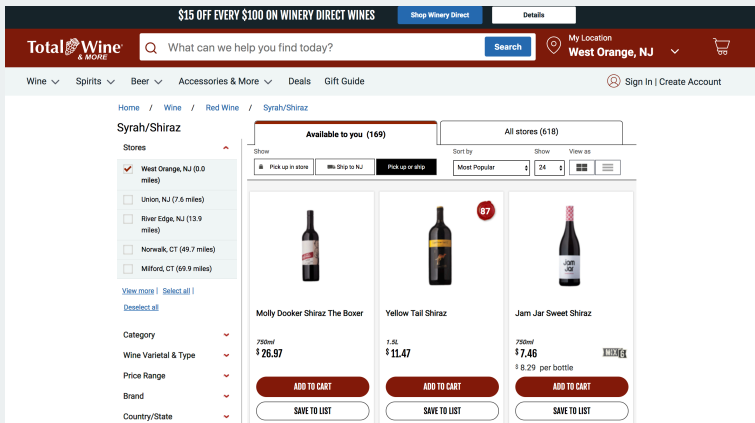 $15 OFF EVERY $100 ON WINERY DIRECT WINES
Shop Winery Direct
Details
Total Wine
& MORE
What can we help you find today?
Search
My Location
West Orange, NJ
Wine
Spirits
Beer
Accessories & More
Deals
Gift Guide
Sign In | Create Account
Home / Wine / Red Wine / Syrah/Shiraz
Syrah/Shiraz
Stores
West Orange, NJ (0.0
miles)
Union, NJ (7.6 miles)
River Edge, NJ (13.9
miles)
Norwalk, CT (49.7 miles)
Milford, CT (69.9 miles)
View more | Select all |
Deselect all
Category
Wine Varietal & Type
Price Range
Brand
Country/State
Available to you (169)
All stores (618)
Show
Pick up in store
Ship to NJ
Pick up or ship
Sort by
Most Popular
Show
24
View as
Molly Dooker Shiraz The Boxer
750ml
$ 26.97
ADD TO CART
SAVE TO LIST
87
Yellow Tail Shiraz
1.5L
$ 11.47
ADD TO CART
SAVE TO LIST
Jam
Jar
Jam Jar Sweet Shiraz
750ml
$ 7.46
MIX 6
$ 8.29 per bottle
ADD TO CART
SAVE TO LIST